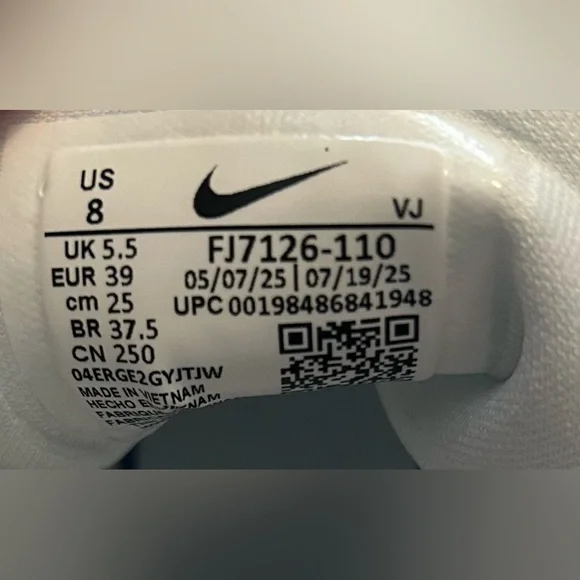 US
8
VJ
UK 5.5
EUR 39
cm 25
BR 37.5
CN 250
FJ7126-110
05/07/25 | 07/19/25
UPC 00198486841948
04ERGE2GYJTJW
MADE IN VIETNAM
HECHO